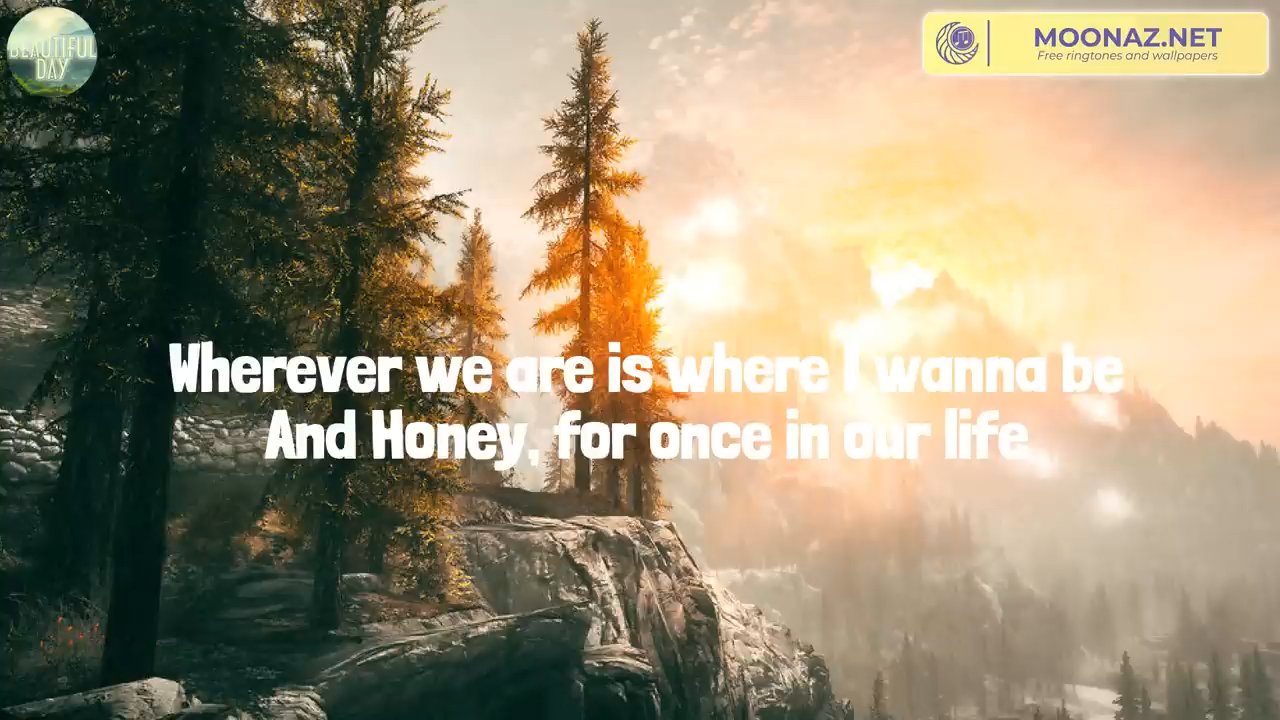 BEAUTIFUL
DAY
MOONAZ.NET
Free ringtones and wallpapers
Wherever we are is where I wanna be
And Honey, for once in our life